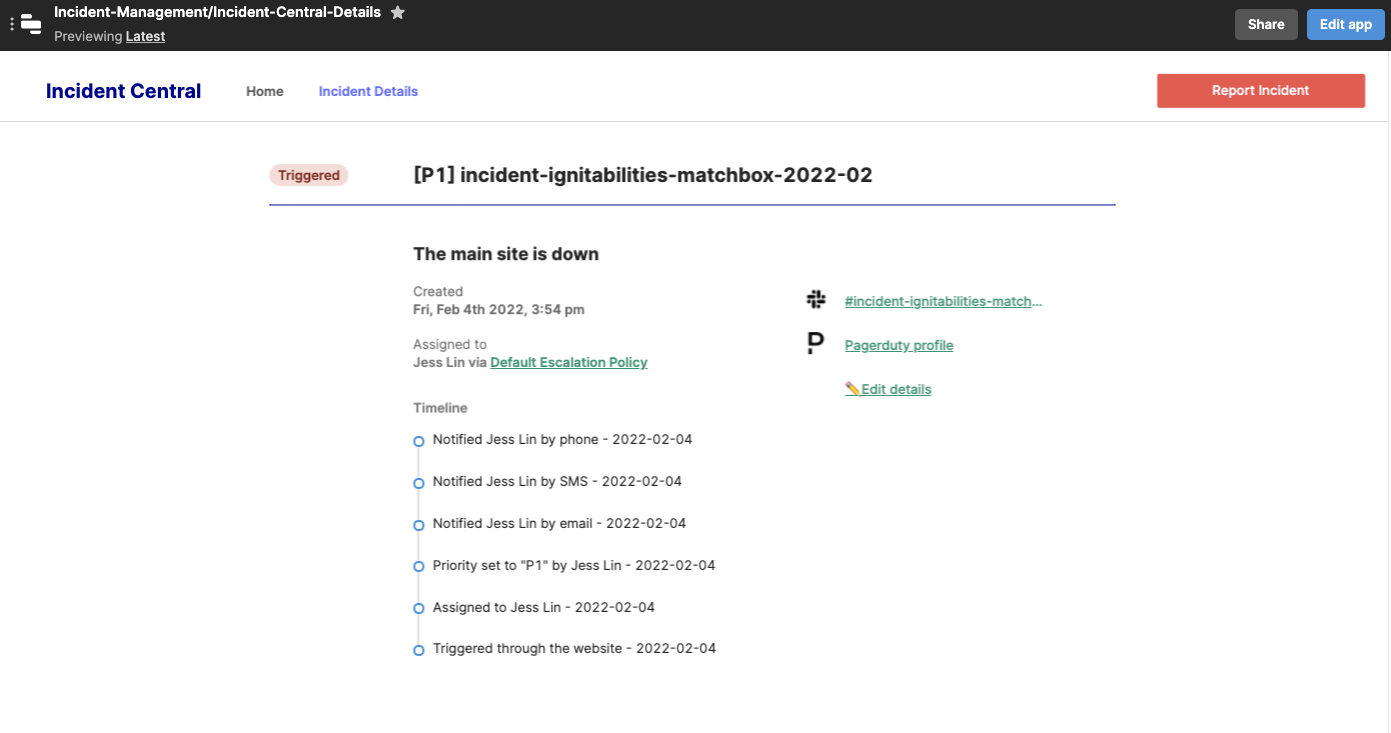 Incident-Management/Incident-Central-Details
Previewing Latest
Share
Edit app
Incident Central
Home
Incident Details
Report Incident
Triggered
[P1] incident-ignitabilities-matchbox-2022-02
The main site is down
Created
Fri, Feb 4th 2022, 3:54 pm
#incident-ignitabilities-match...
Assigned to
Jess Lin via Default Escalation Policy
Pagerduty profile
Edit details
Timeline
Notified Jess Lin by phone - 2022-02-04
Notified Jess Lin by SMS - 2022-02-04
Notified Jess Lin by email - 2022-02-04
Priority set to "P1" by Jess Lin - 2022-02-04
Assigned to Jess Lin - 2022-02-04
Triggered through the website - 2022-02-04